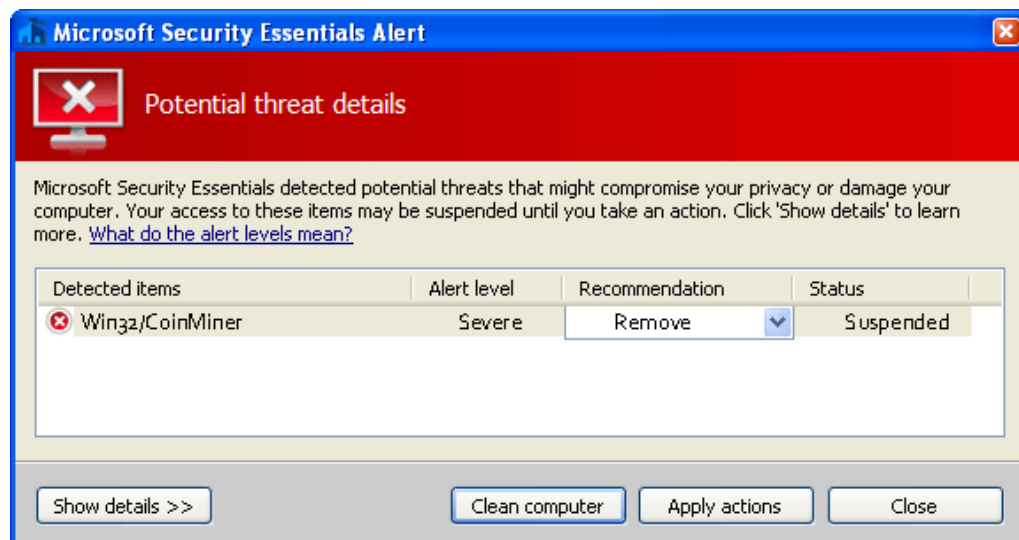 Microsoft Security Essentials Alert
Potential threat details
Microsoft Security Essentials detected potential threats that might compromise your privacy or damage your
computer. Your access to these items may be suspended until you take an action. Click 'Show details' to learn
more. What do the alert levels mean?
Detected items Alert level Recommendation Status
Win32/CoinMiner Severe Remove Suspended
Show details >> Clean computer Apply actions Close